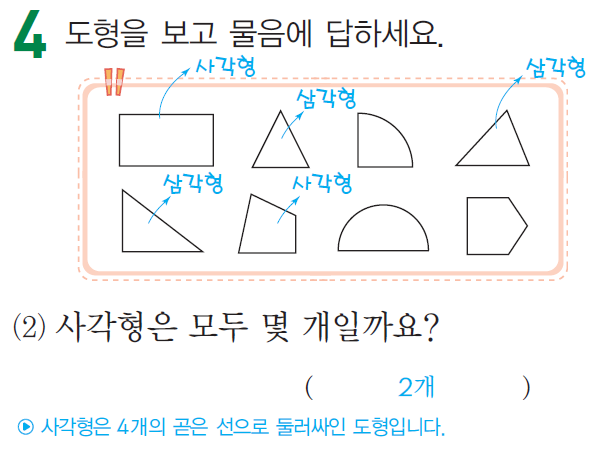 4 도형을 보고 물음에 답하세요.
사각형
삼각형
삼각형
삼각형
사각형
(2) 사각형은 모두 몇 개일까요?
( 2개 )
사각형은 4개의 곧은 선으로 둘러싸인 도형입니다.